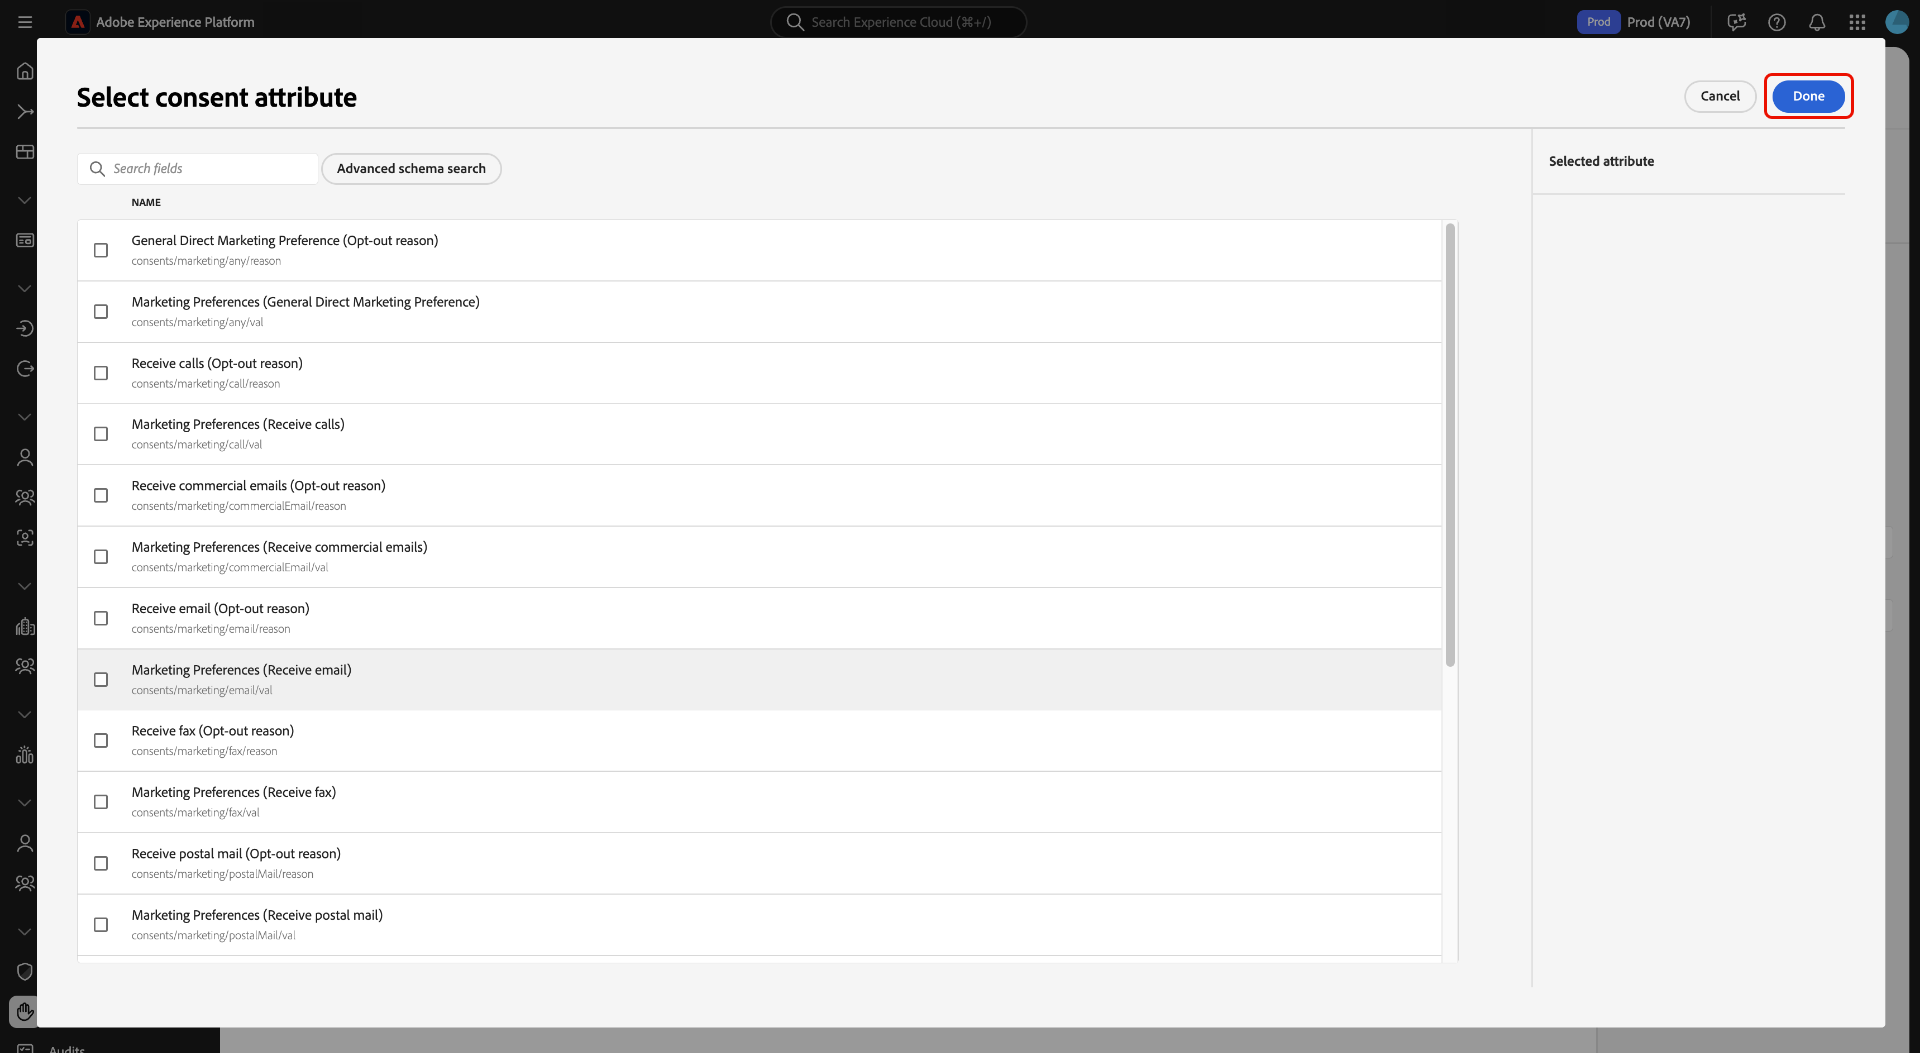 Adobe Experience Platform
Search Experience Cloud (⌘+/)
Prod
Prod (VA7)
Select consent attribute
Cancel
Done
Search fields
Advanced schema search
Selected attribute
NAME
General Direct Marketing Preference (Opt-out reason)
consents/marketing/any/reason
Marketing Preferences (General Direct Marketing Preference)
consents/marketing/any/val
Receive calls (Opt-out reason)
consents/marketing/call/reason
Marketing Preferences (Receive calls)
consents/marketing/call/val
Receive commercial emails (Opt-out reason)
consents/marketing/commercialEmail/reason
Marketing Preferences (Receive commercial emails)
consents/marketing/commercialEmail/val
Receive email (Opt-out reason)
consents/marketing/email/reason
Marketing Preferences (Receive email)
consents/marketing/email/val
Receive fax (Opt-out reason)
consents/marketing/fax/reason
Marketing Preferences (Receive fax)
consents/marketing/fax/val
Receive postal mail (Opt-out reason)
consents/marketing/postalMail/reason
Marketing Preferences (Receive postal mail)
consents/marketing/postalMail/val
Audits